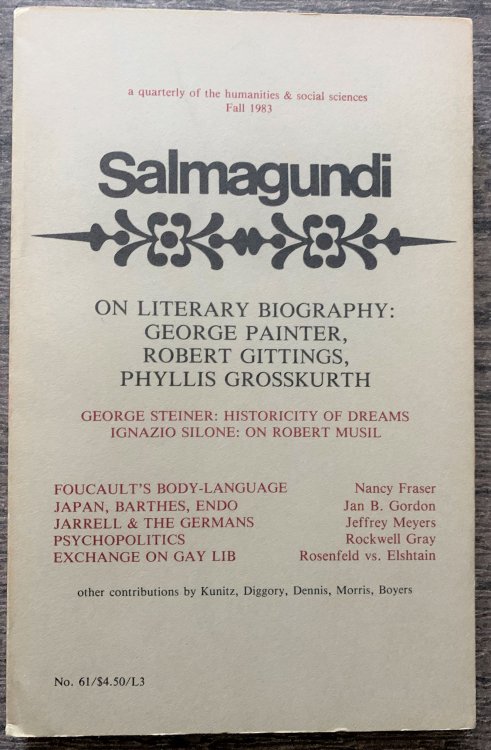 a quarterly of the humanities & social sciences
Fall 1983
Salmagundi
ON LITERARY BIOGRAPHY:
GEORGE PAINTER,
ROBERT GITTINGS,
PHYLLIS GROSSKURTH
GEORGE STEINER: HISTORICITY OF DREAMS
IGNAZIO SILONE: ON ROBERT MUSIL
FOUCAULT'S BODY-LANGUAGE Nancy Fraser
JAPAN, BARTHES, ENDO Jan B. Gordon
JARRELL & THE GERMANS Jeffrey Meyers
PSYCHOPOLITICS Rockwell Gray
EXCHANGE ON GAY LIB Rosenfeld vs. Elshtain
other contributions by Kunitz, Diggory, Dennis, Morris, Boyers
No. 61/$4.50/L3